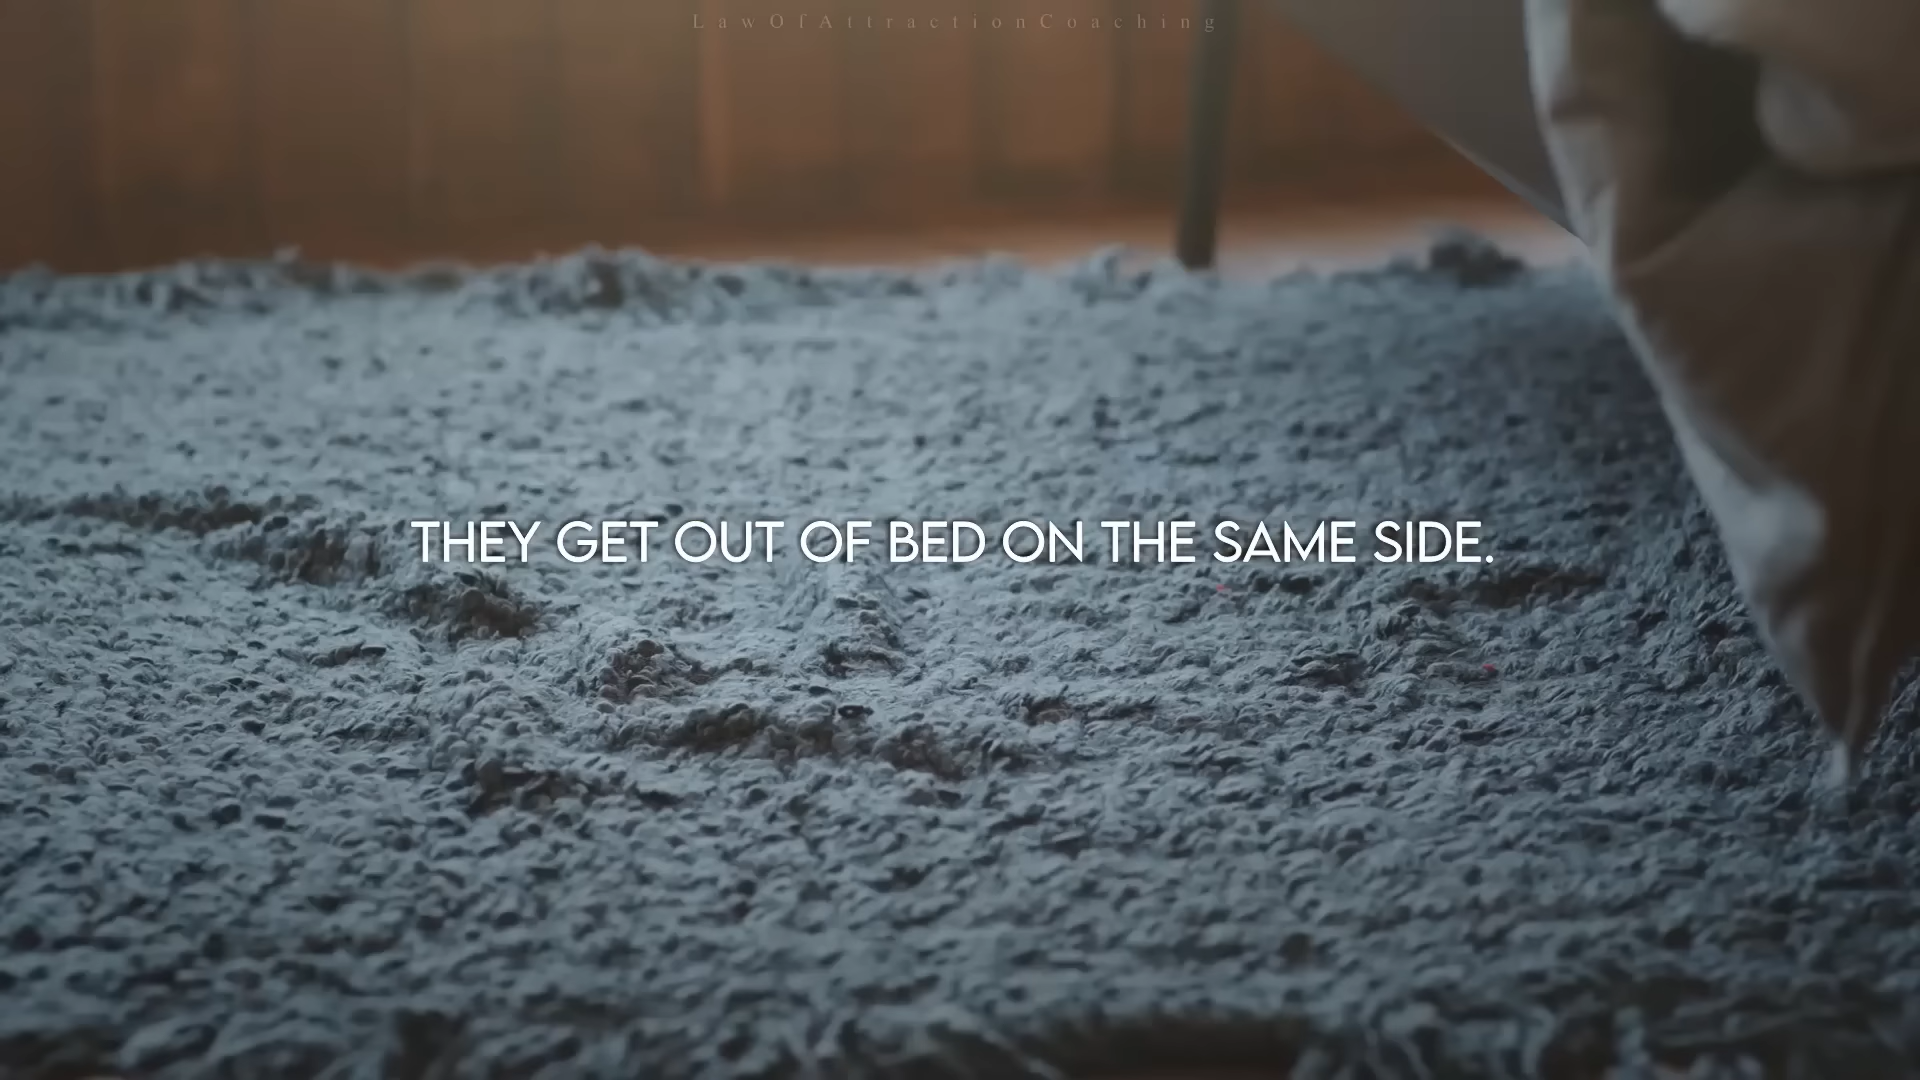 LawOfAttractionCoaching
THEY GET OUT OF BED ON THE SAME SIDE.